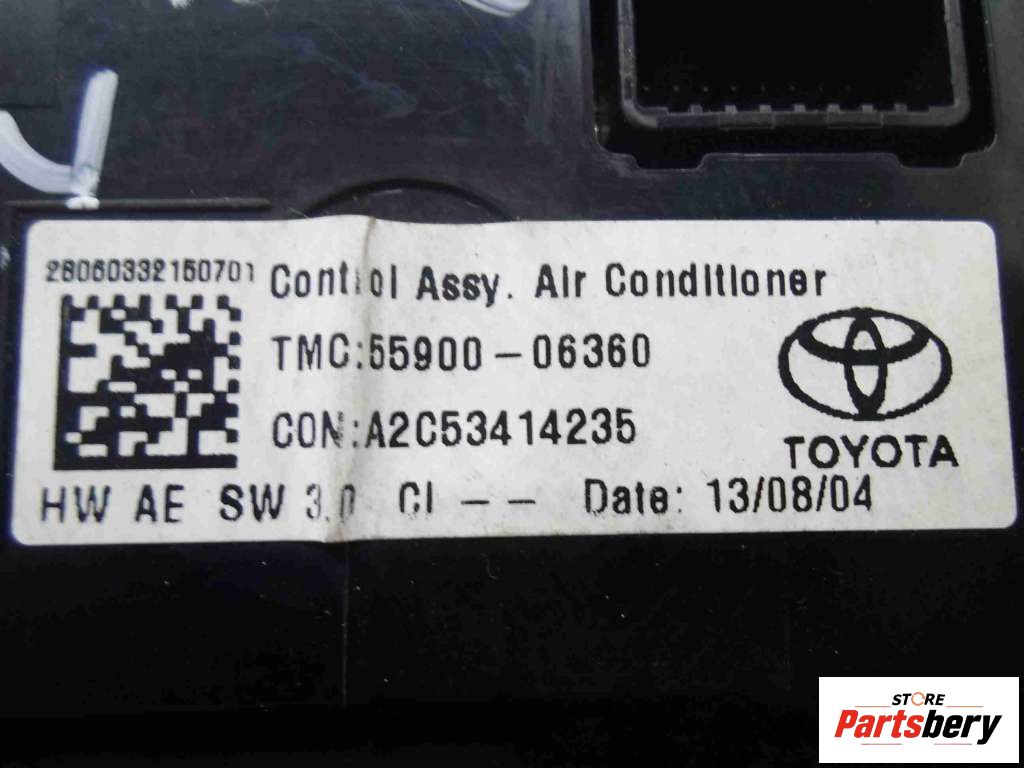 28060332150701
Control Assy. Air Conditioner
TMC:55900-06360
CON:A2C53414235
TOYOTA
HW AE SW 3.0 CI -- Date: 13/08/04
STORE
Partsbery